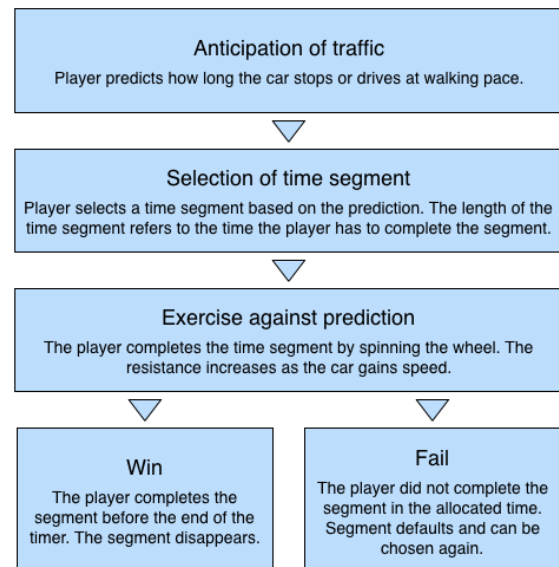 Anticipation of traffic
Player predicts how long the car stops or drives at walking pace.
Selection of time segment
Player selects a time segment based on the prediction. The length of the
time segment refers to the time the player has to complete the segment.
Exercise against prediction
The player completes the time segment by spinning the wheel. The
resistance increases as the car gains speed.
Win
The player completes the
segment before the end of the
timer. The segment disappears.
Fail
The player did not complete the
segment in the allocated time.
Segment defaults and can be
chosen again.